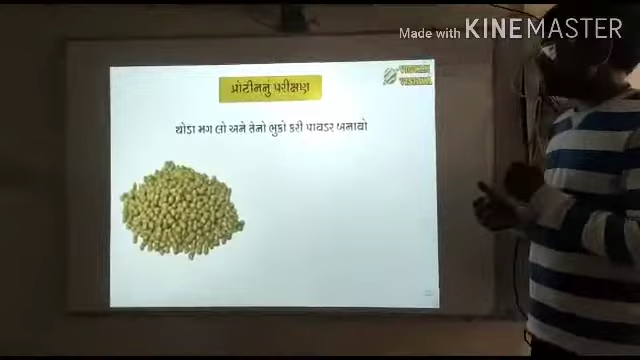 Made with KINEMASTER
પ્રોટીનનું પરીક્ષણ
થોડા મગ લો અને તેનો ભુકો કરી પાવડર બનાવો